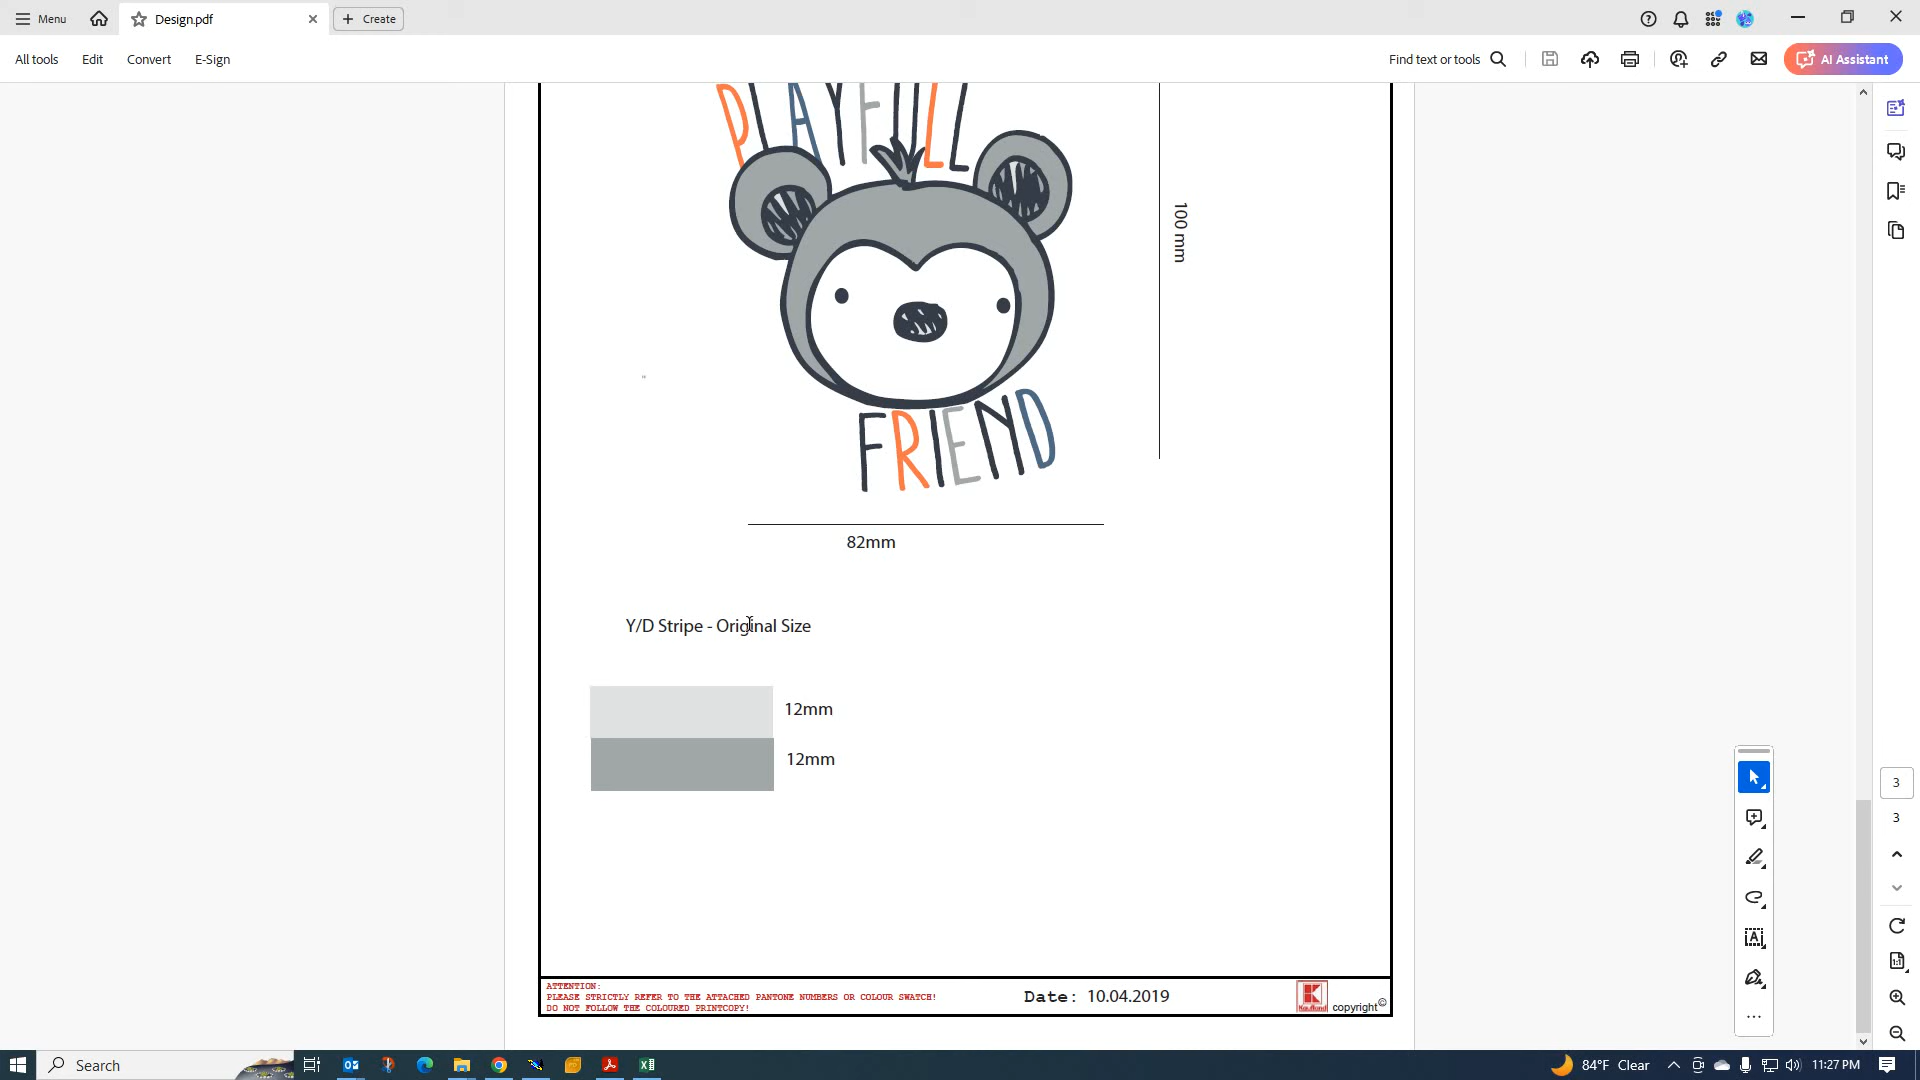 Menu
Design.pdf
Create
All tools
Edit
Convert
E-Sign
Find text or tools
AI Assistant
PLAYFULL
100 mm
FRIEND
82mm
Y/D Stripe - Original Size
12mm
12mm
3
3
ATTENTION:
PLEASE STRICTLY REFER TO THE ATTACHED PANTONE NUMBERS OR COLOUR SWATCH!
DO NOT FOLLOW THE COLOURED PRINTCOPY!
Date: 10.04.2019
Kaufland
copyright©
Search
84°F Clear
11:27 PM